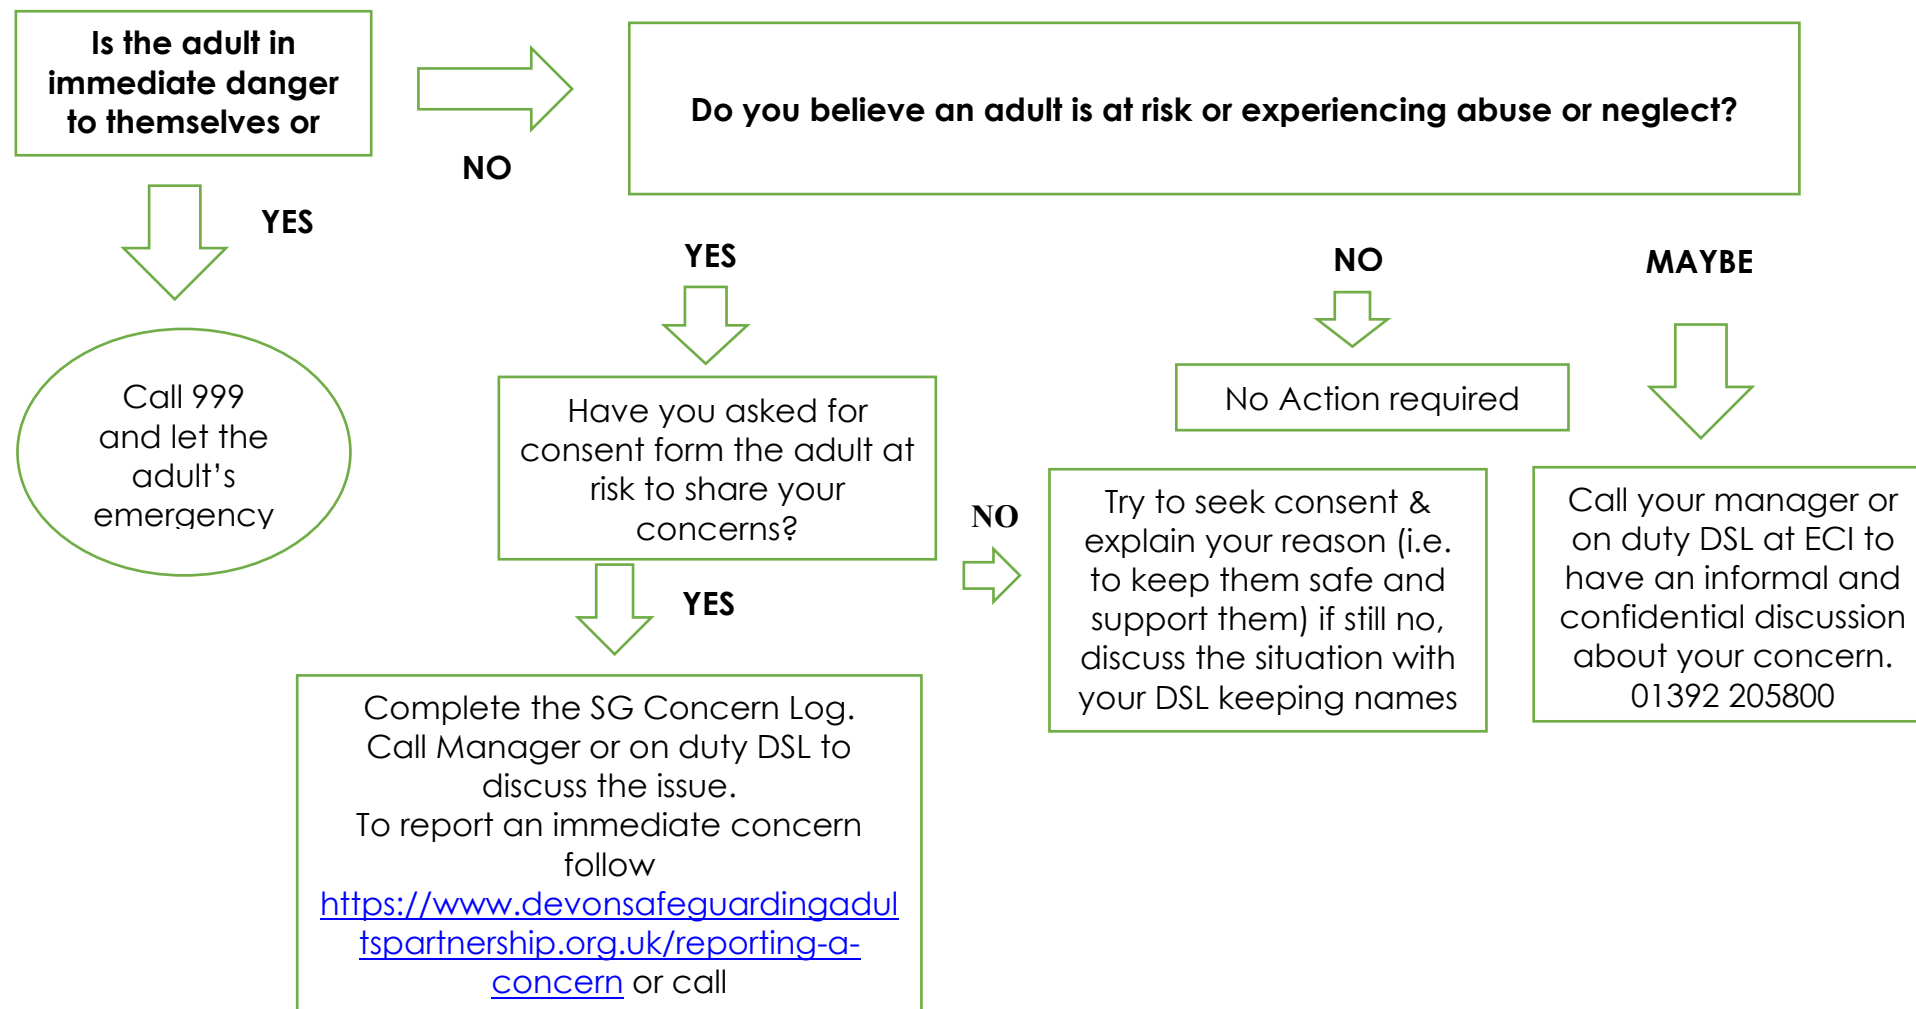 Is the adult in
immediate danger
to themselves or
NO
Do you believe an adult is at risk or experiencing abuse or neglect?
YES
Call 999
and let the
adult's
emergency
YES
NO
MAYBE
Have you asked for
consent form the adult at
risk to share your
concerns?
No Action required
NO
Try to seek consent &
explain your reason (i.e.
to keep them safe and
support them) if still no,
discuss the situation with
your DSL keeping names
Call your manager or
on duty DSL at ECI to
have an informal and
confidential discussion
about your concern.
01392 205800
YES
Complete the SG Concern Log.
Call Manager or on duty DSL to
discuss the issue.
To report an immediate concern
follow
https://www.devonsafeguardingadul
tspartnership.org.uk/reporting-a-
concern or call